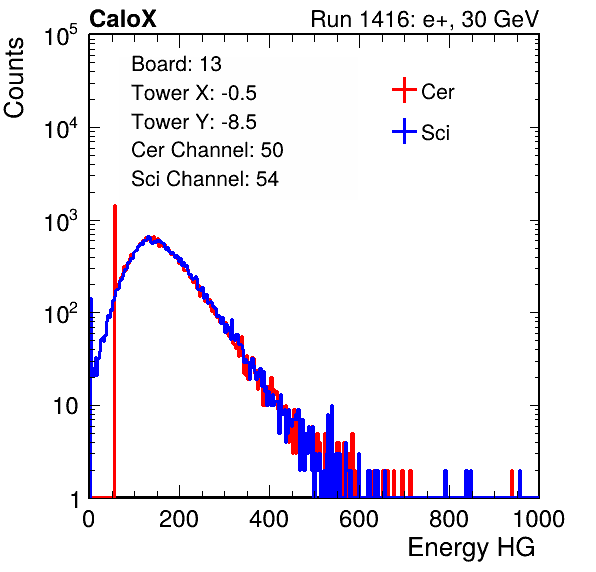 CaloX Run 1416: e+, 30 GeV
Counts
10^5
10^4
10^3
10^2
10
1
Board: 13
Tower X: -0.5
Tower Y: -8.5
Cer Channel: 50
Sci Channel: 54
Cer
Sci
0 200 400 600 800 1000
Energy HG